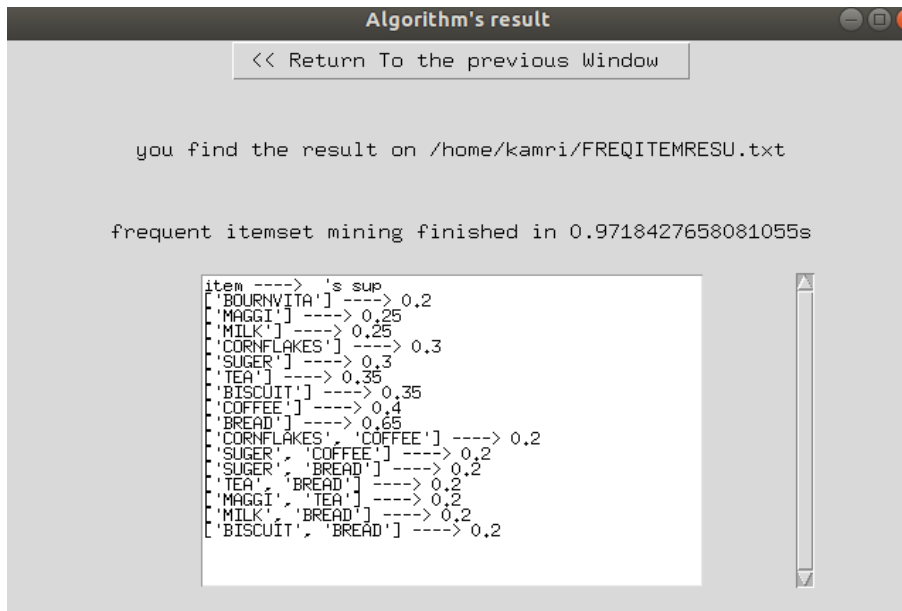 Algorithm's result
<< Return To the previous Window
you find the result on /home/kamri/FREQITEMRESU.txt
frequent itemset mining finished in 0.9718427658081055s
item ---->  's sup
['BOURNVITA'] ----> 0.2
['MAGGI'] ----> 0.25
['MILK'] ----> 0.25
['CORNFLAKES'] ----> 0.3
['SUGER'] ----> 0.3
['TEA'] ----> 0.35
['BISCUIT'] ----> 0.35
['COFFEE'] ----> 0.4
['BREAD'] ----> 0.65
['CORNFLAKES', 'COFFEE'] ----> 0.2
['SUGER', 'COFFEE'] ----> 0.2
['SUGER', 'BREAD'] ----> 0.2
['TEA', 'BREAD'] ----> 0.2
['MAGGI', 'TEA'] ----> 0.2
['MILK', 'BREAD'] ----> 0.2
['BISCUIT', 'BREAD'] ----> 0.2